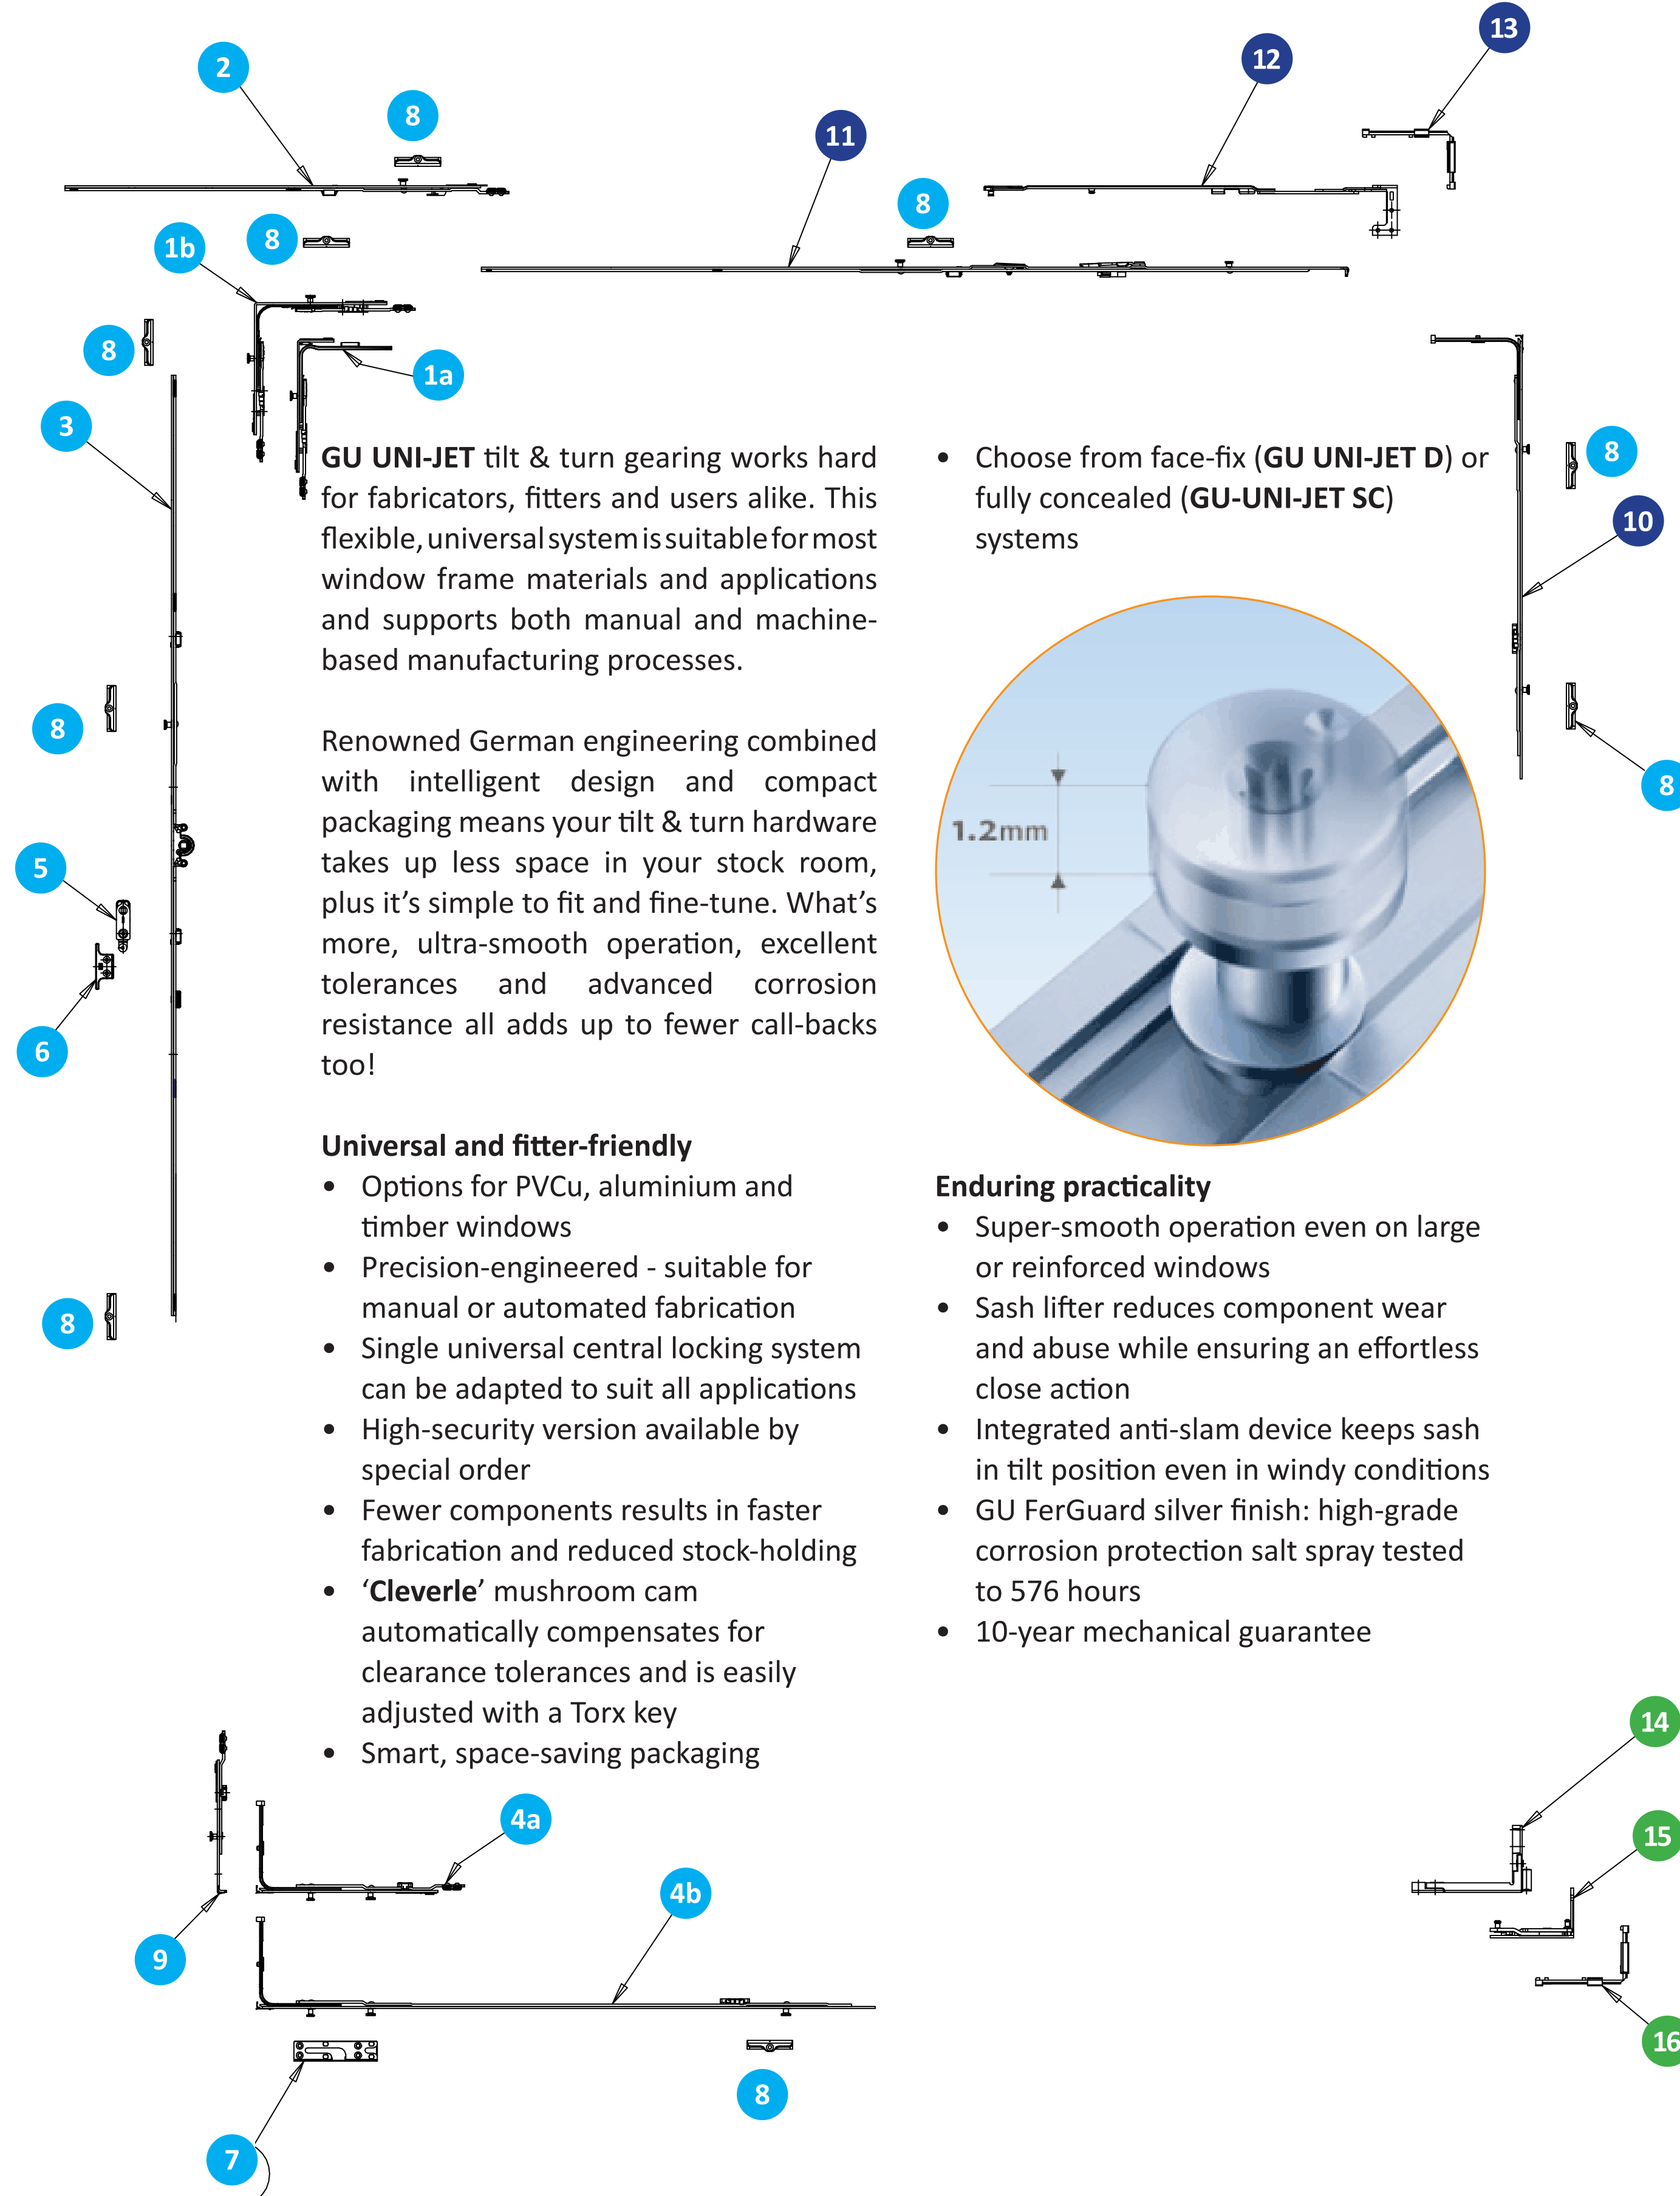 13
12
2
8
11
8
8
1b
8
1a
3
GU UNI-JET tilt & turn gearing works hard
for fabricators, fitters and users alike. This
flexible, universal system is suitable for most
window frame materials and applications
and supports both manual and machine-
based manufacturing processes.
Renowned German engineering combined
with intelligent design and compact
packaging means your tilt & turn hardware
takes up less space in your stock room,
plus it’s simple to fit and fine-tune. What’s
more, ultra-smooth operation, excellent
tolerances and advanced corrosion
resistance all adds up to fewer call-backs
too!
Universal and fitter-friendly
• Options for PVCu, aluminium and
timber windows
• Precision-engineered - suitable for
manual or automated fabrication
• Single universal central locking system
can be adapted to suit all applications
• High-security version available by
special order
• Fewer components results in faster
fabrication and reduced stock-holding
• ‘Cleverle’ mushroom cam
automatically compensates for
clearance tolerances and is easily
adjusted with a Torx key
• Smart, space-saving packaging
• Choose from face-fix (GU UNI-JET D) or
fully concealed (GU-UNI-JET SC)
systems
1.2mm
Enduring practicality
• Super-smooth operation even on large
or reinforced windows
• Sash lifter reduces component wear
and abuse while ensuring an effortless
close action
• Integrated anti-slam device keeps sash
in tilt position even in windy conditions
• GU FerGuard silver finish: high-grade
corrosion protection salt spray tested
to 576 hours
• 10-year mechanical guarantee
8
10
8
8
5
6
8
14
4a
15
4b
9
16
8
7